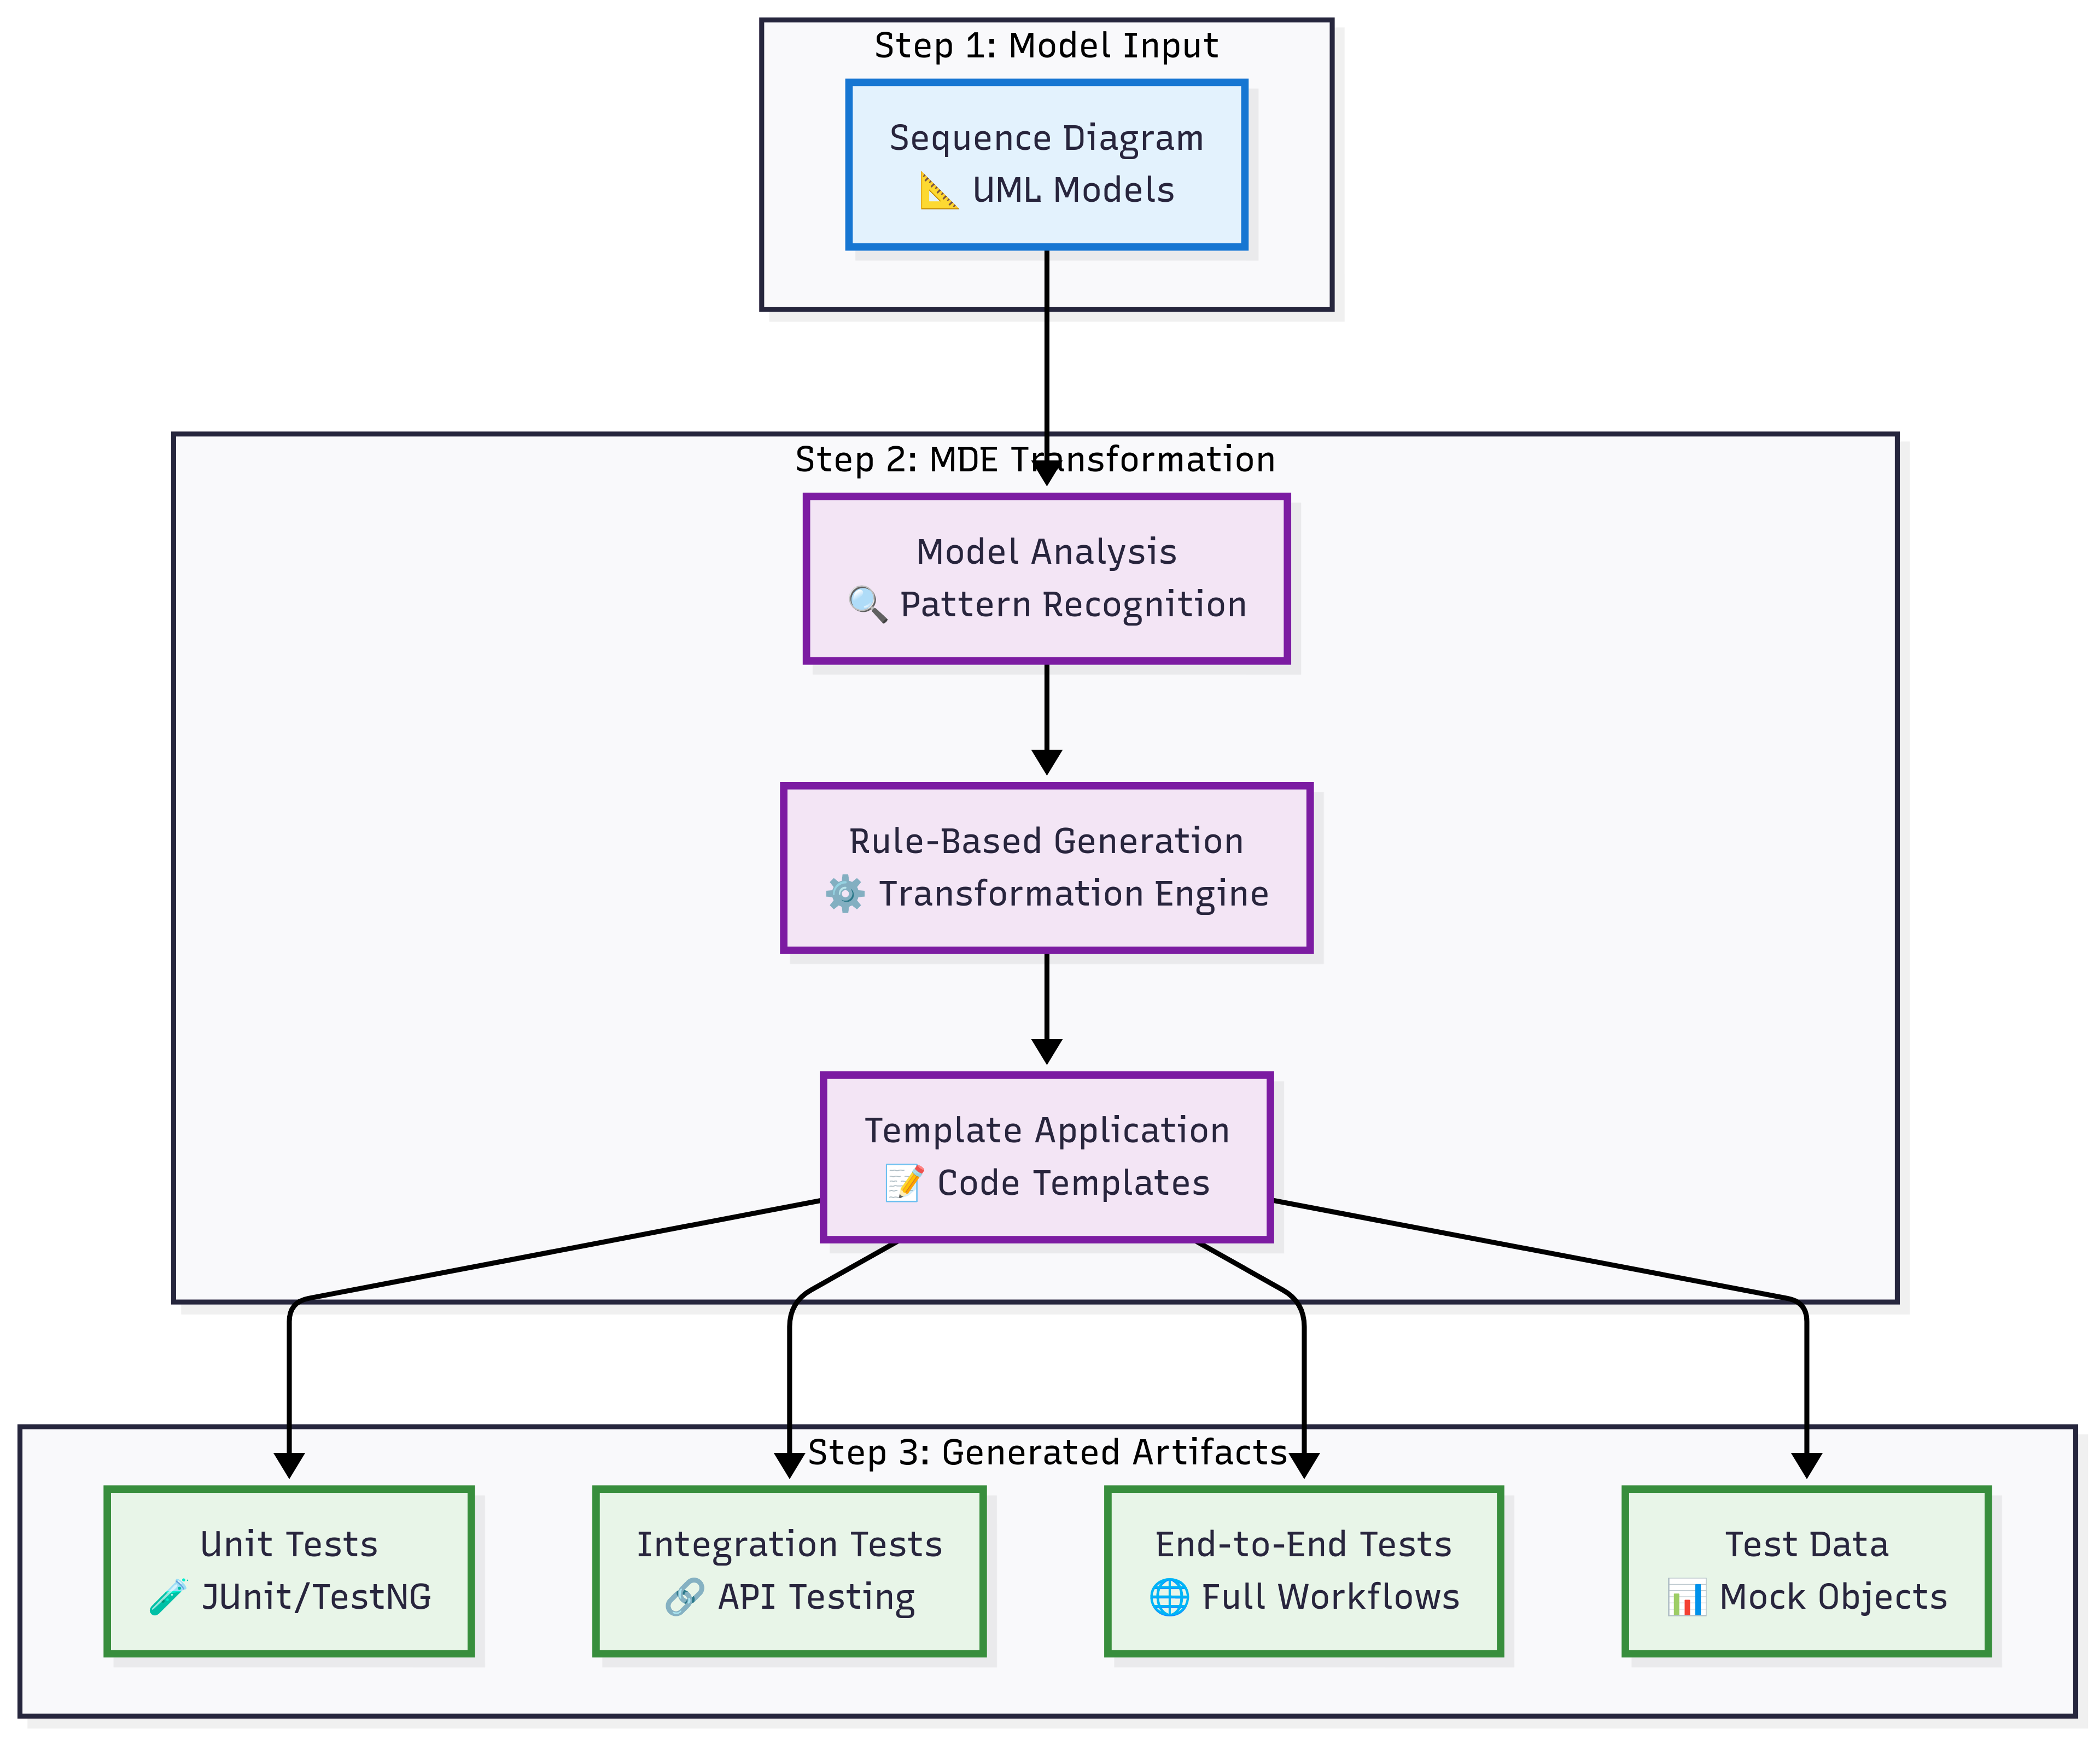 Step 1: Model Input
Sequence Diagram
📐 UML Models
Step 2: MDE Transformation
Model Analysis
🔍 Pattern Recognition
Rule-Based Generation
⚙️ Transformation Engine
Template Application
📝 Code Templates
Step 3: Generated Artifacts
Unit Tests
🧪 JUnit/TestNG
Integration Tests
🔗 API Testing
End-to-End Tests
🌐 Full Workflows
Test Data
📊 Mock Objects